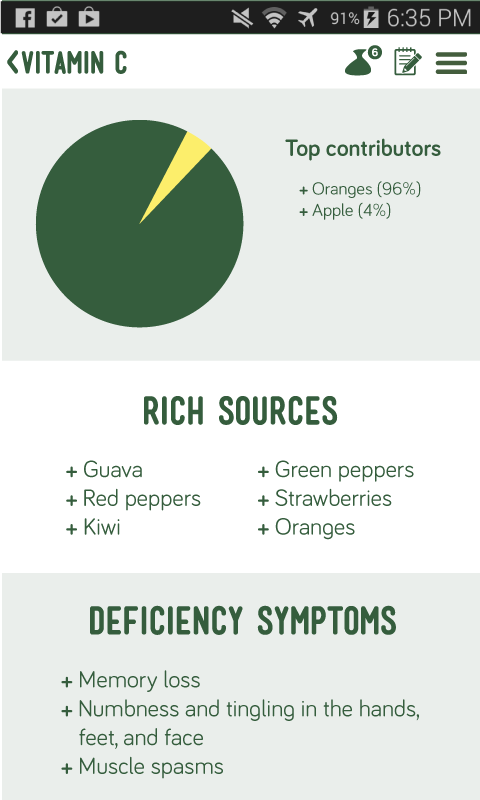 91% 6:35 PM
VITAMIN C 6
Top contributors
+ Oranges (96%)
+ Apple (4%)
RICH SOURCES
+ Guava + Green peppers
+ Red peppers + Strawberries
+ Kiwi + Oranges
DEFICIENCY SYMPTOMS
+ Memory loss
+ Numbness and tingling in the hands,
feet, and face
+ Muscle spasms